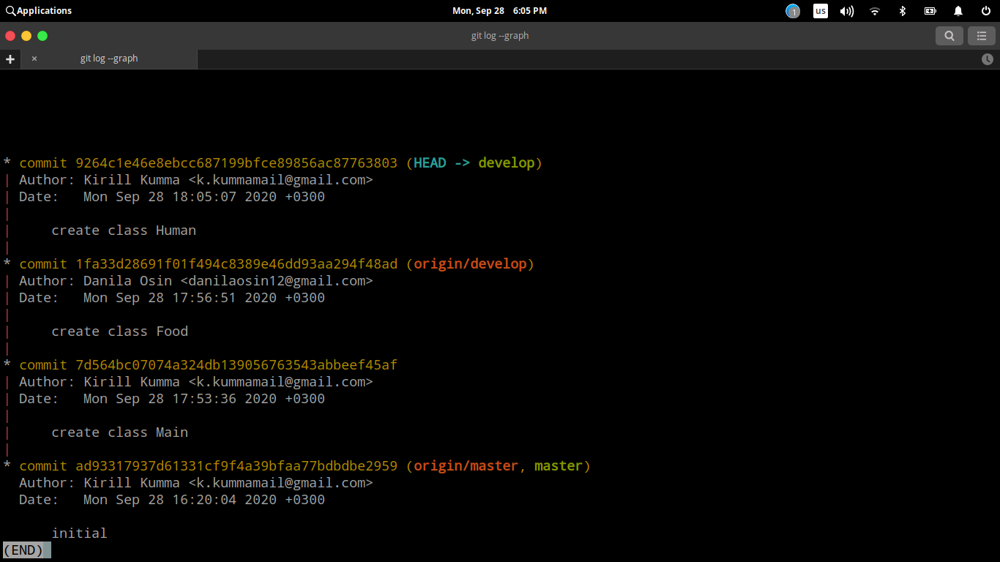 Applications
Mon, Sep 28 6:05 PM
1
us
git log --graph
+ × git log --graph
* commit 9264c1e46e8ebcc687199bfce89856ac87763803 (HEAD -> develop)
| Author: Kirill Kumma <k.kummamail@gmail.com>
| Date:   Mon Sep 28 18:05:07 2020 +0300
|
|     create class Human
|
* commit 1fa33d28691f01f494c8389e46dd93aa294f48ad (origin/develop)
| Author: Danila Osin <danilaosin12@gmail.com>
| Date:   Mon Sep 28 17:56:51 2020 +0300
|
|     create class Food
|
* commit 7d564bc07074a324db139056763543abbeef45af
| Author: Kirill Kumma <k.kummamail@gmail.com>
| Date:   Mon Sep 28 17:53:36 2020 +0300
|
|     create class Main
|
* commit ad93317937d61331cf9f4a39bfaa77bdbdbe2959 (origin/master, master)
  Author: Kirill Kumma <k.kummamail@gmail.com>
  Date:   Mon Sep 28 16:20:04 2020 +0300

      initial
(END)